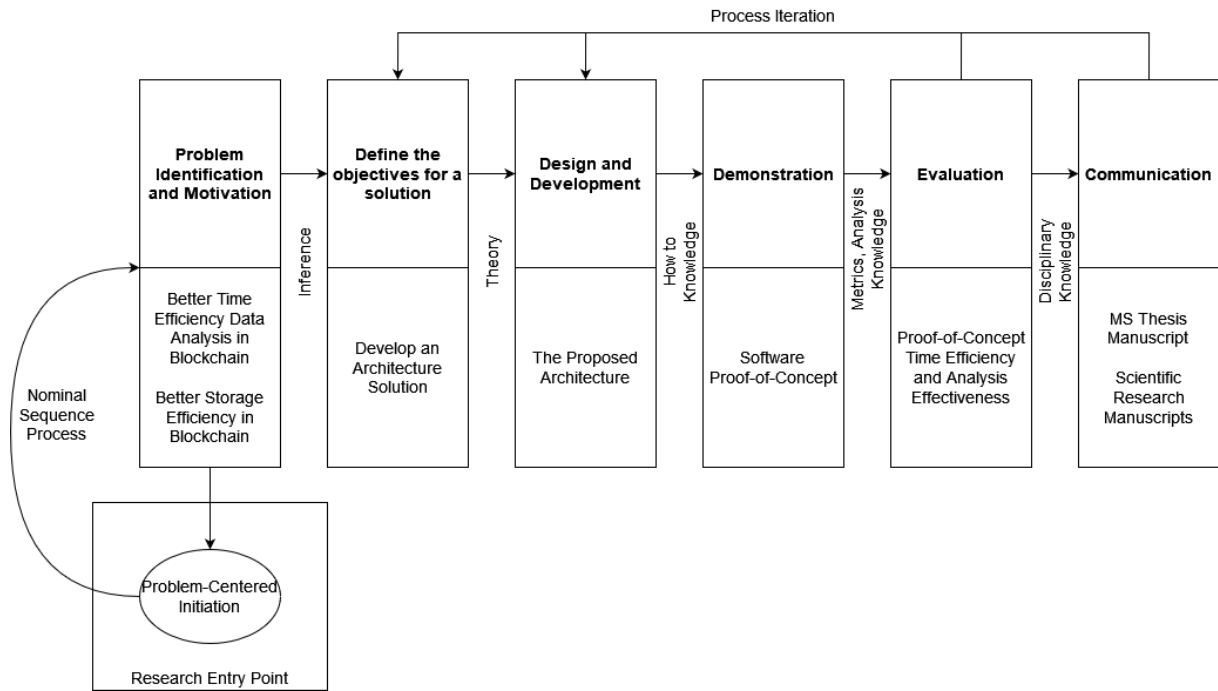 Process Iteration
Problem
Identification
and Motivation
Define the
objectives for a
solution
Design and
Development
Demonstration
Evaluation
Communication
Inference
Theory
How to
Knowledge
Metrics, Analysis
Knowledge
Disciplinary
Knowledge
Better Time
Efficiency Data
Analysis in
Blockchain
Better Storage
Efficiency in
Blockchain
Develop an
Architecture
Solution
The Proposed
Architecture
Software
Proof-of-Concept
Proof-of-Concept
Time Efficiency
and Analysis
Effectiveness
MS Thesis
Manuscript
Scientific
Research
Manuscripts
Nominal
Sequence
Process
Problem-Centered
Initiation
Research Entry Point